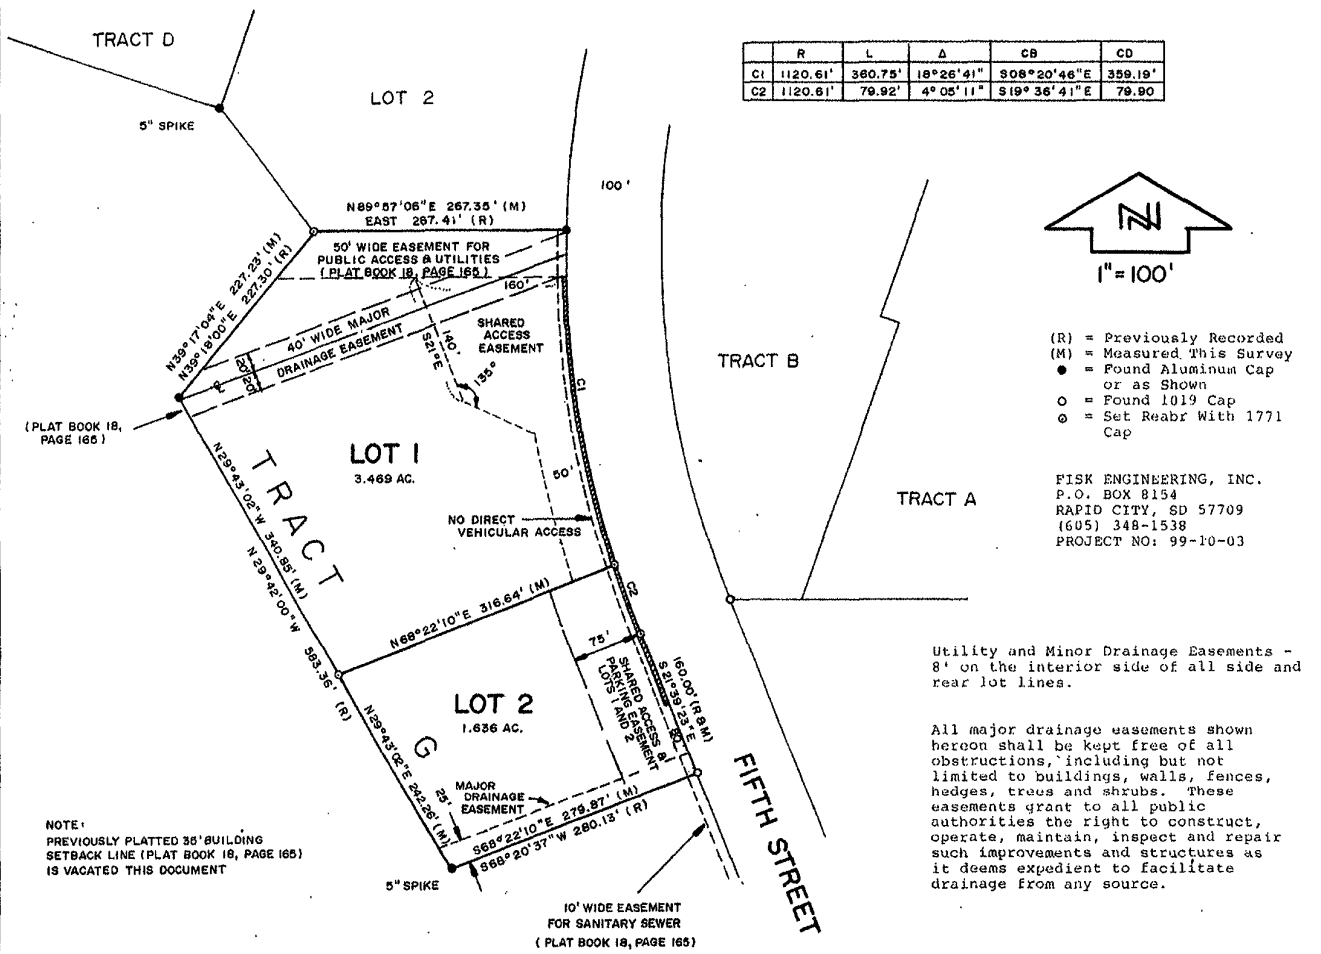 TRACT D
LOT 2
5" SPIKE
R L Δ CB CD
C1 1120.61' 360.75' 18°26'41" S08°20'46"E 359.19'
C2 1120.61' 79.92' 4°05'11" S19°36'41"E 79.90
100'
N
1"=100'
N89°57'06"E 267.35' (M)
EAST 267.41' (R)
50' WIDE EASEMENT FOR
PUBLIC ACCESS & UTILITIES
(PLAT BOOK 18, PAGE 165)
160'
N39°17'04"E 227.23' (M)
N39°18'00"E 227.30' (R)
40' WIDE MAJOR
DRAINAGE EASEMENT
20' 20'
140'
S21°E
SHARED
ACCESS
EASEMENT
135°
C1
(PLAT BOOK 18,
PAGE 165)
LOT 1
3.469 AC.
50'
NO DIRECT
VEHICULAR ACCESS
TRACT
N29°43'02"W 340.85' (M)
N29°42'00"W 583.36' (R)
N68°22'10"E 316.64' (M)
C2
75'
SHARED ACCESS &
PARKING EASEMENT
LOTS 1 AND 2
160.00' (R&M)
S21°39'23"E
80'
LOT 2
1.636 AC.
G
N29°43'02"E 242.26' (M)
25'
MAJOR
DRAINAGE
EASEMENT
S68°22'10"E 279.87' (M)
S68°20'37"W 280.13' (R)
5" SPIKE
10' WIDE EASEMENT
FOR SANITARY SEWER
(PLAT BOOK 18, PAGE 165)
FIFTH STREET
TRACT B
TRACT A
NOTE:
PREVIOUSLY PLATTED 35' BUILDING
SETBACK LINE (PLAT BOOK 18, PAGE 165)
IS VACATED THIS DOCUMENT
(R) = Previously Recorded
(M) = Measured This Survey
● = Found Aluminum Cap
or as Shown
○ = Found 1019 Cap
⊙ = Set Reabr With 1771
Cap
FISK ENGINEERING, INC.
P.O. BOX 8154
RAPID CITY, SD 57709
(605) 348-1538
PROJECT NO: 99-10-03
Utility and Minor Drainage Easements -
8' on the interior side of all side and
rear lot lines.
All major drainage easements shown
hereon shall be kept free of all
obstructions, including but not
limited to buildings, walls, fences,
hedges, trees and shrubs. These
easements grant to all public
authorities the right to construct,
operate, maintain, inspect and repair
such improvements and structures as
it deems expedient to facilitate
drainage from any source.